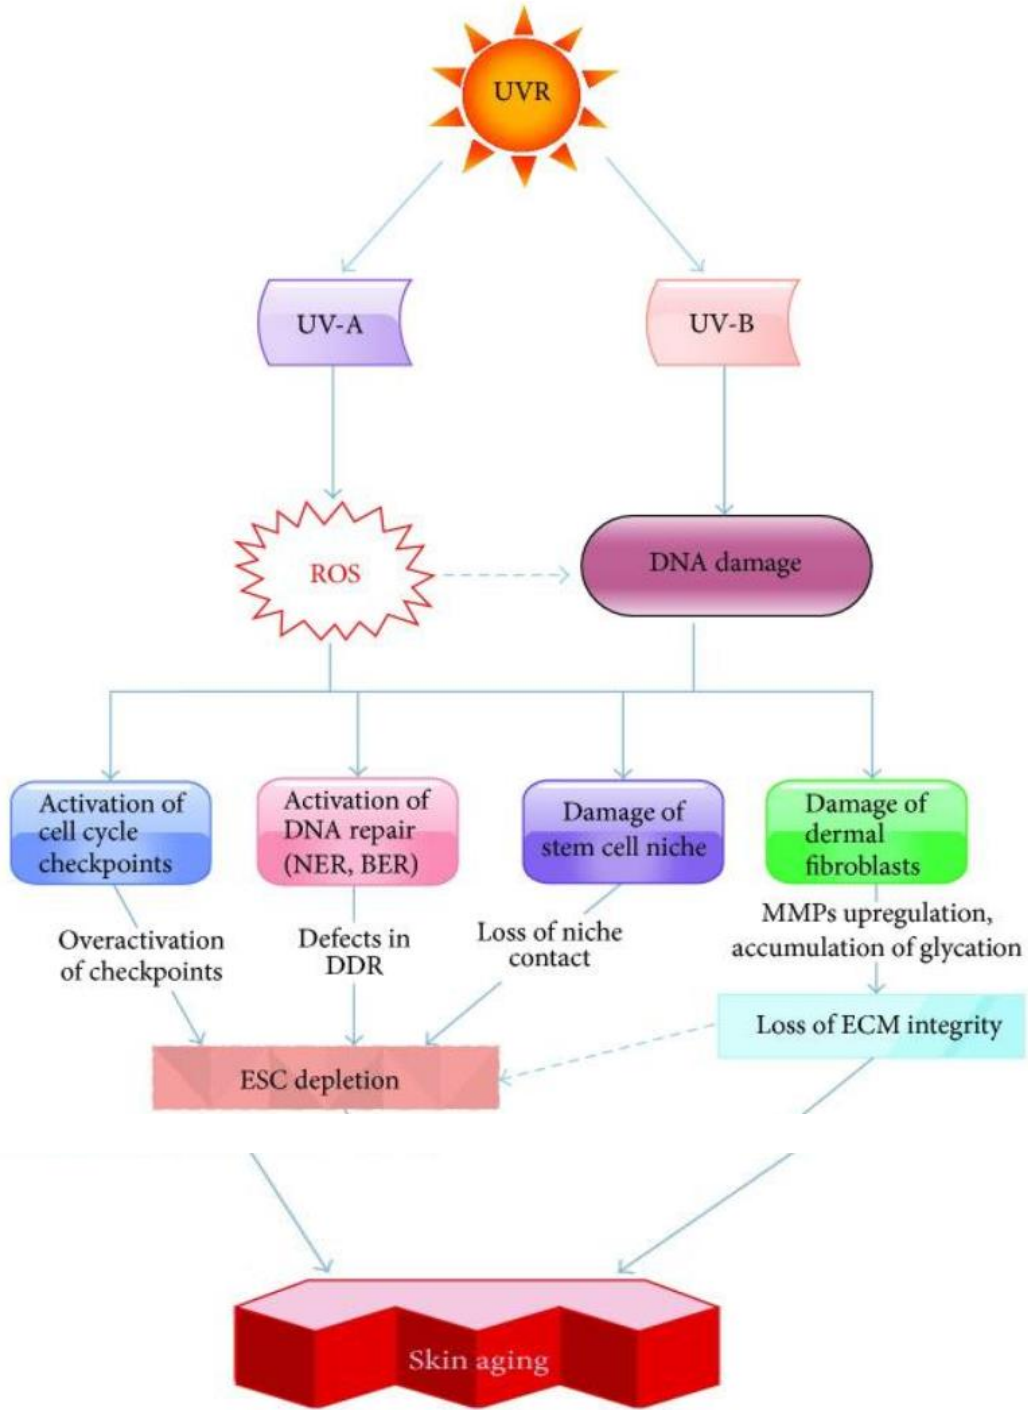 UVR
UV-A
UV-B
ROS
DNA damage
Activation of
cell cycle
checkpoints
Activation of
DNA repair
(NER, BER)
Damage of
stem cell niche
Damage of
dermal
fibroblasts
Overactivation
of checkpoints
Defects in
DDR
Loss of niche
contact
MMPs upregulation,
accumulation of glycation
Loss of ECM integrity
ESC depletion
Skin aging